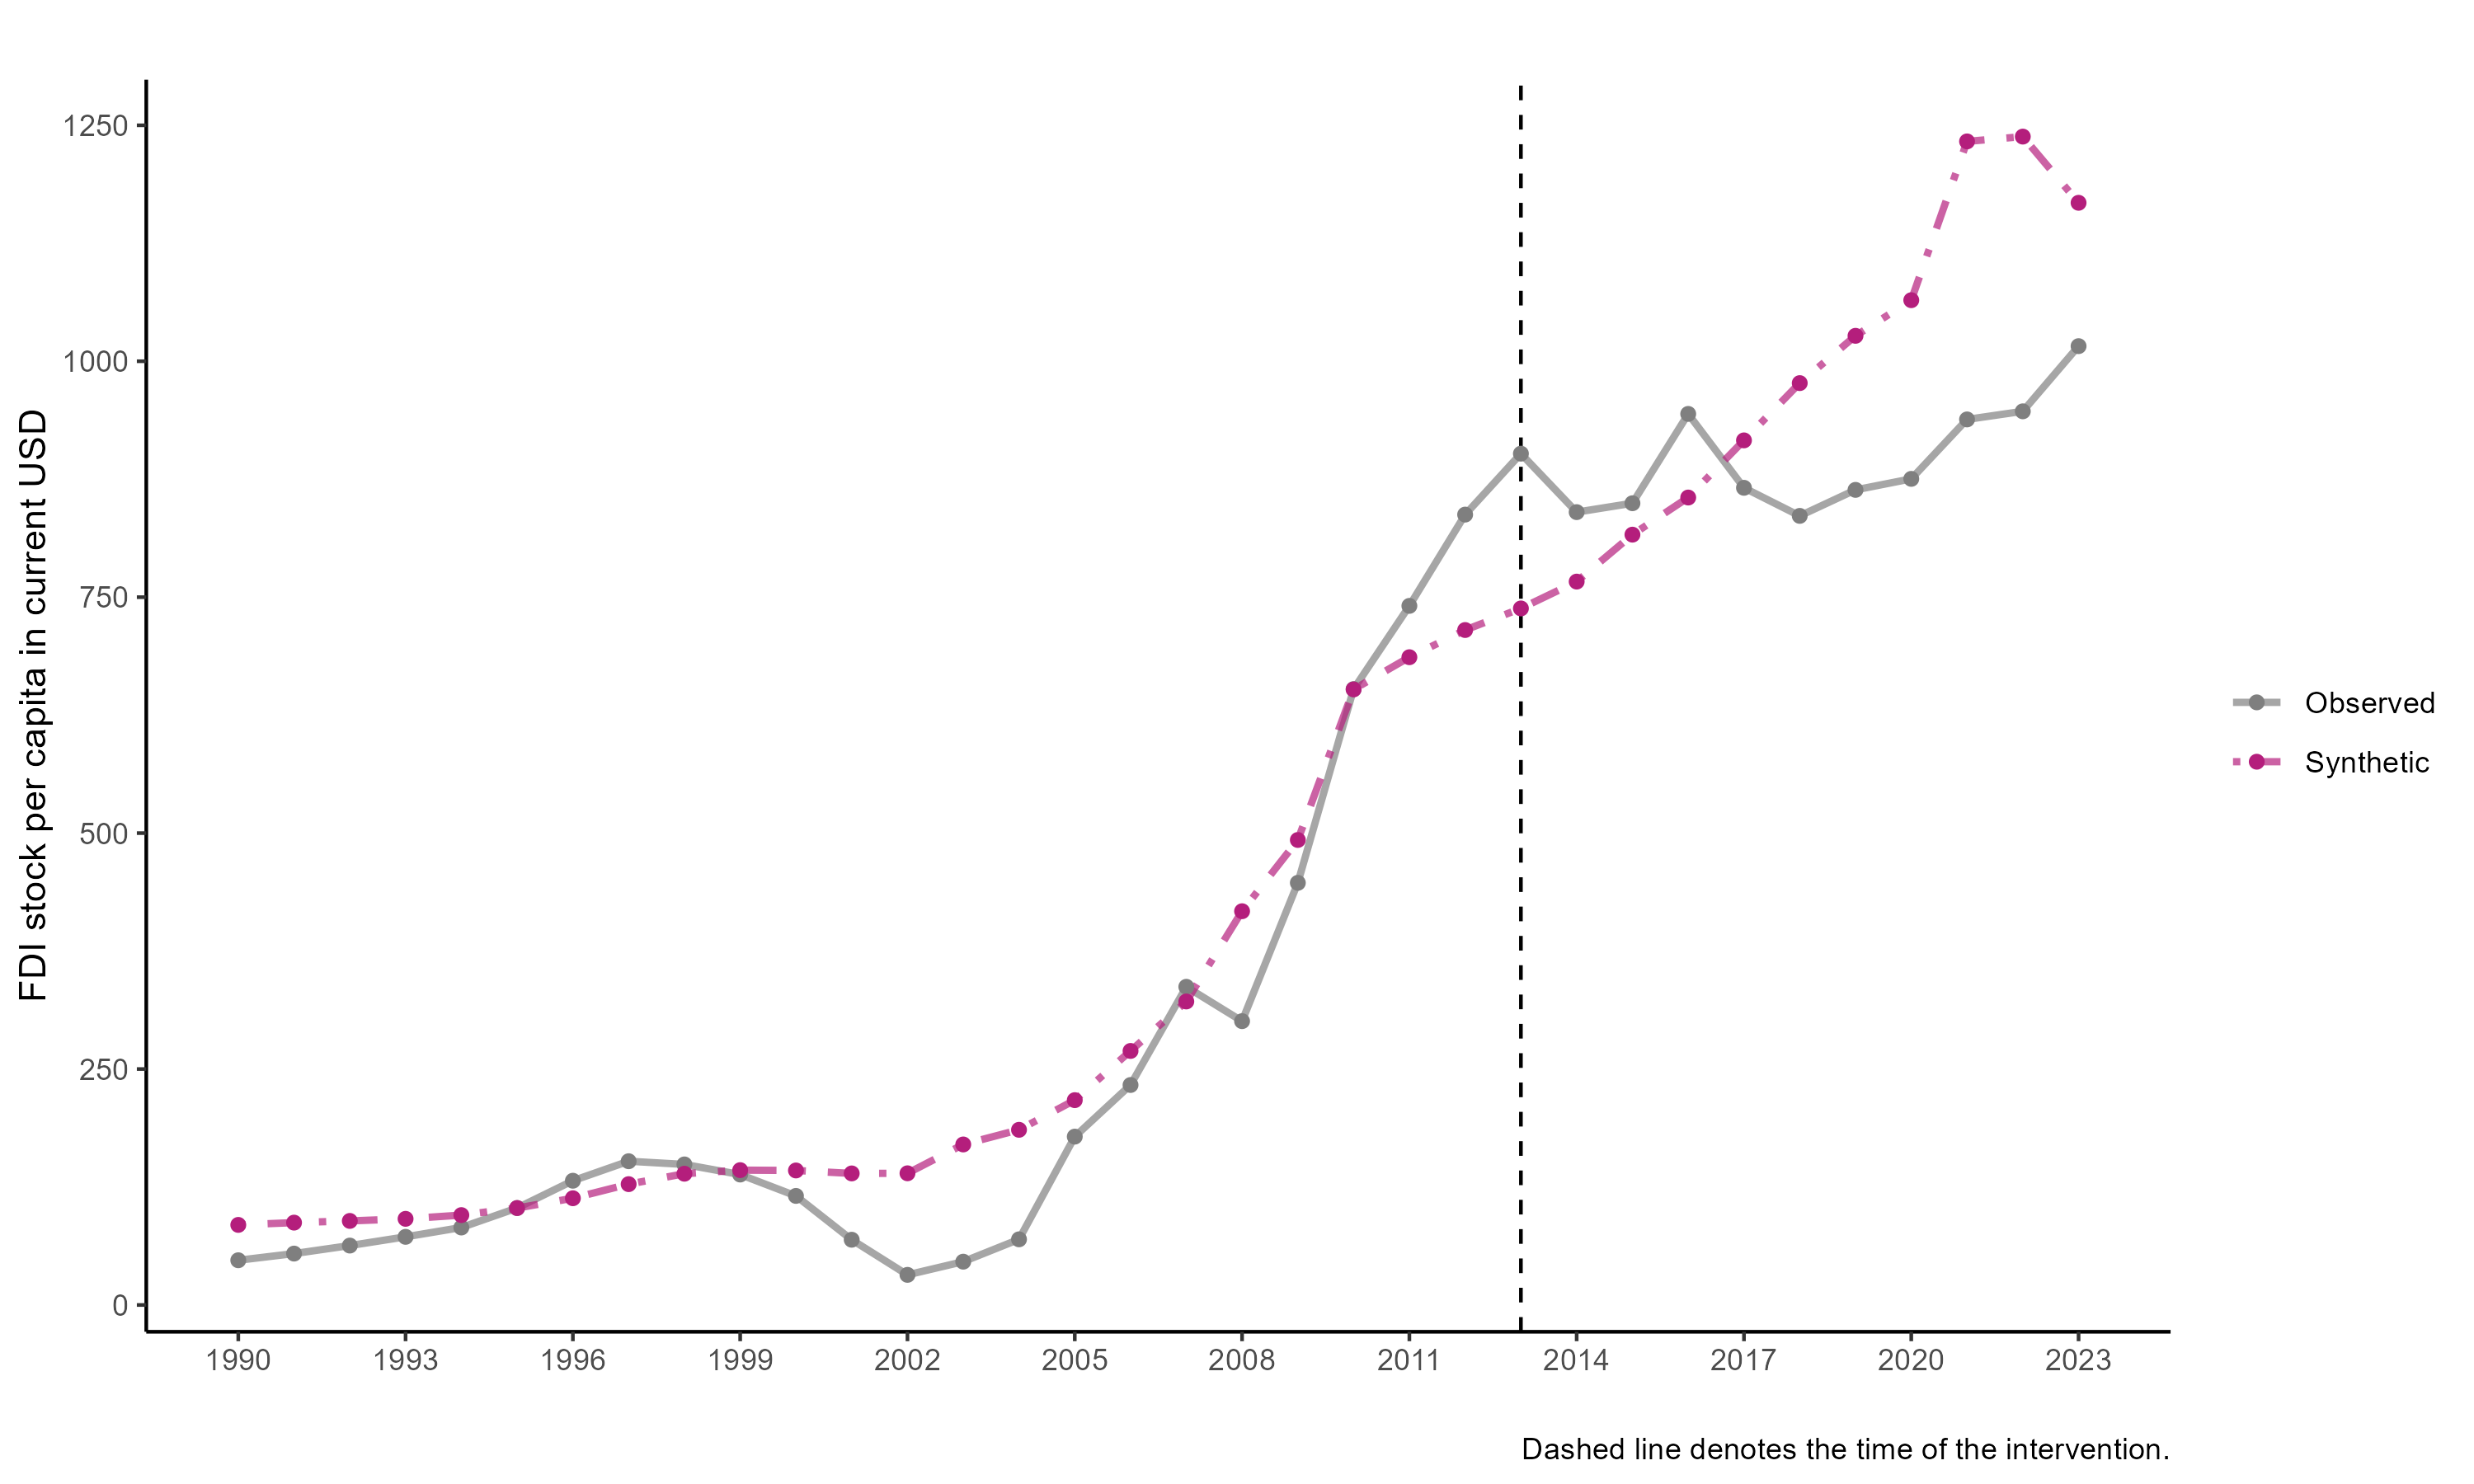 FDI stock per capita in current USD
1250
1000
750
500
250
0
1990 1993 1996 1999 2002 2005 2008 2011 2014 2017 2020 2023
Observed
Synthetic
Dashed line denotes the time of the intervention.